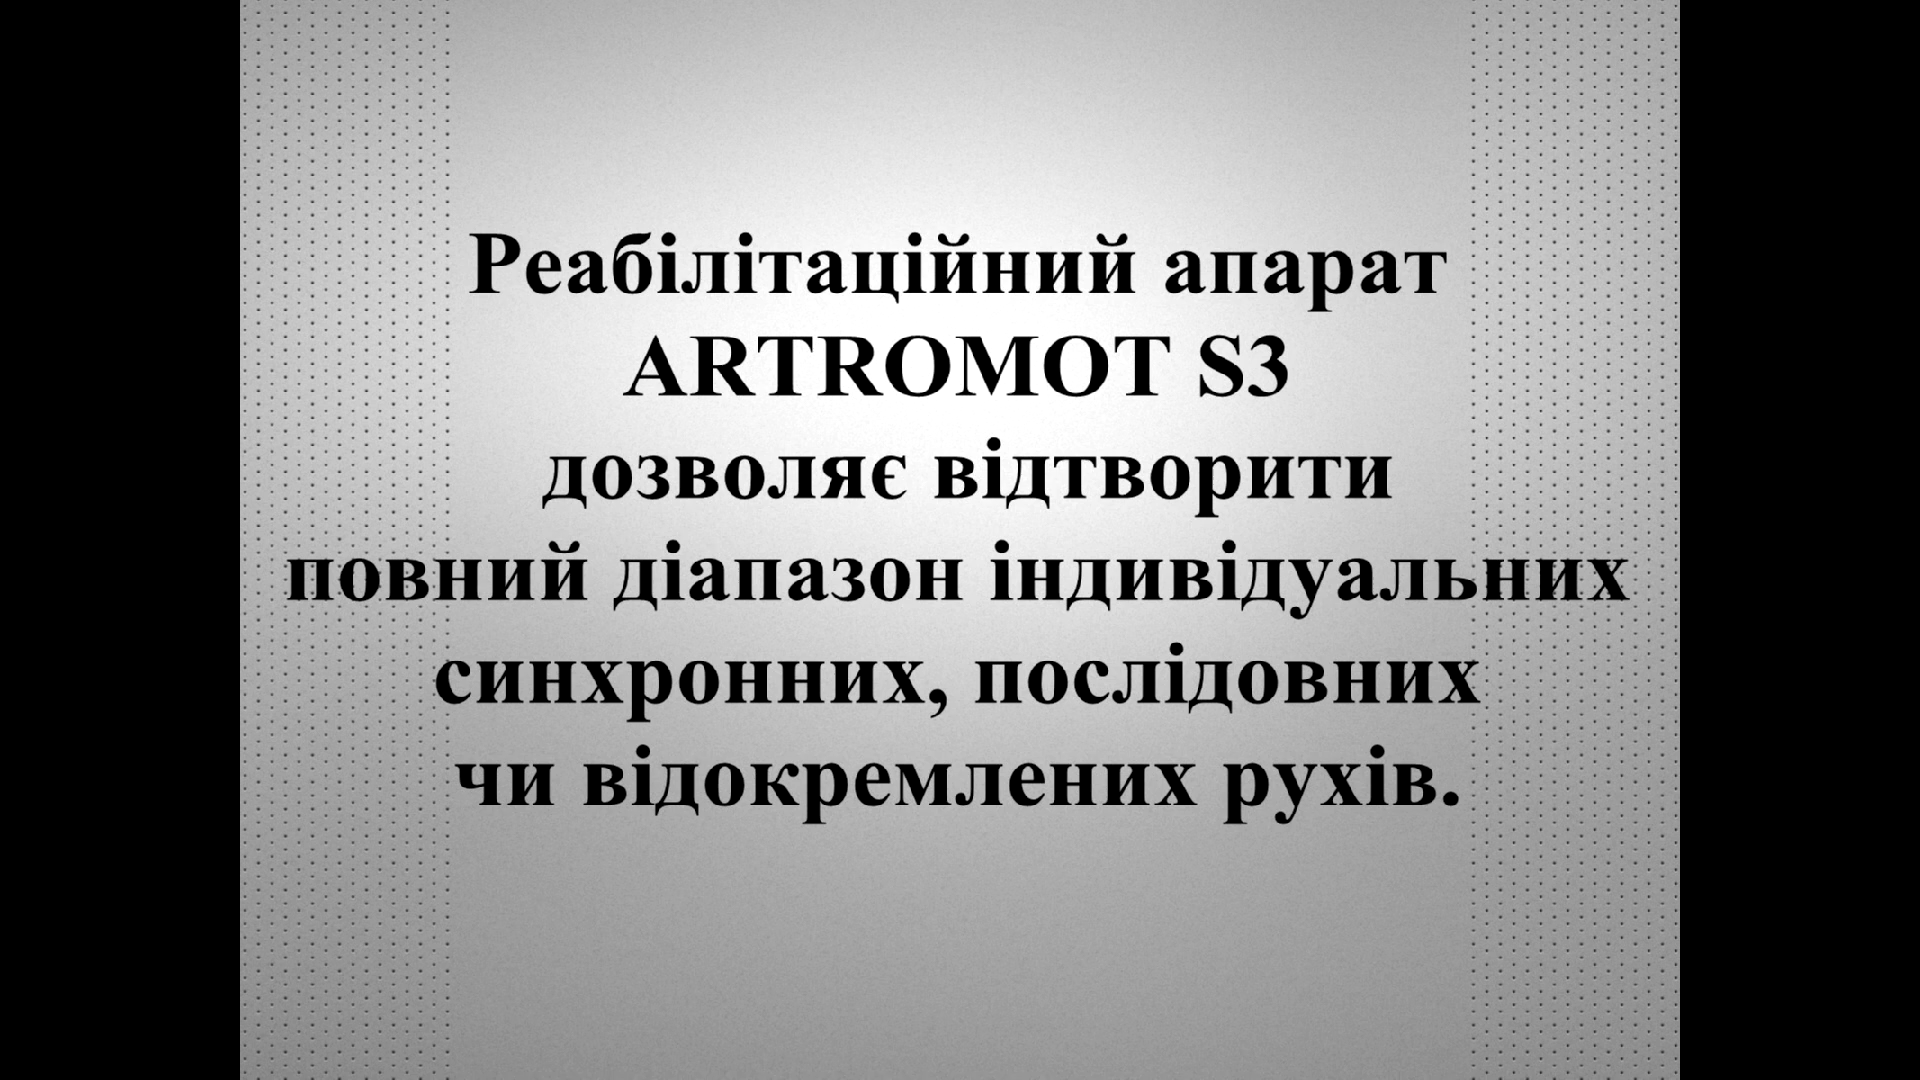 Реабілітаційний апарат
ARTROMOT S3
дозволяє відтворити
повний діапазон індивідуальних
синхронних, послідовних
чи відокремлених рухів.